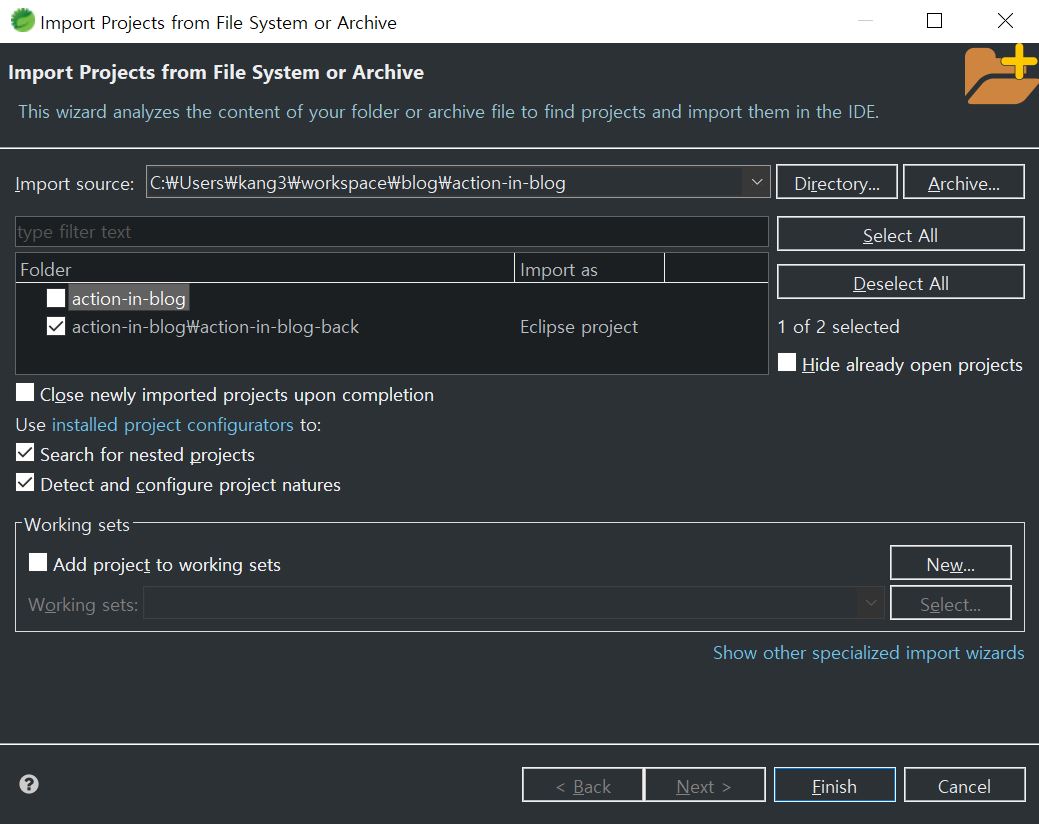 Import Projects from File System or Archive
Import Projects from File System or Archive
This wizard analyzes the content of your folder or archive file to find projects and import them in the IDE.
Import source: C:₩Users₩kang3₩workspace₩blog₩action-in-blog Directory... Archive...
type filter text Select All
Folder Import as
Deselect All
action-in-blog
action-in-blog₩action-in-blog-back Eclipse project 1 of 2 selected
Hide already open projects
Close newly imported projects upon completion
Use installed project configurators to:
Search for nested projects
Detect and configure project natures
Working sets
Add project to working sets New...
Working sets: Select...
Show other specialized import wizards
? < Back Next > Finish Cancel